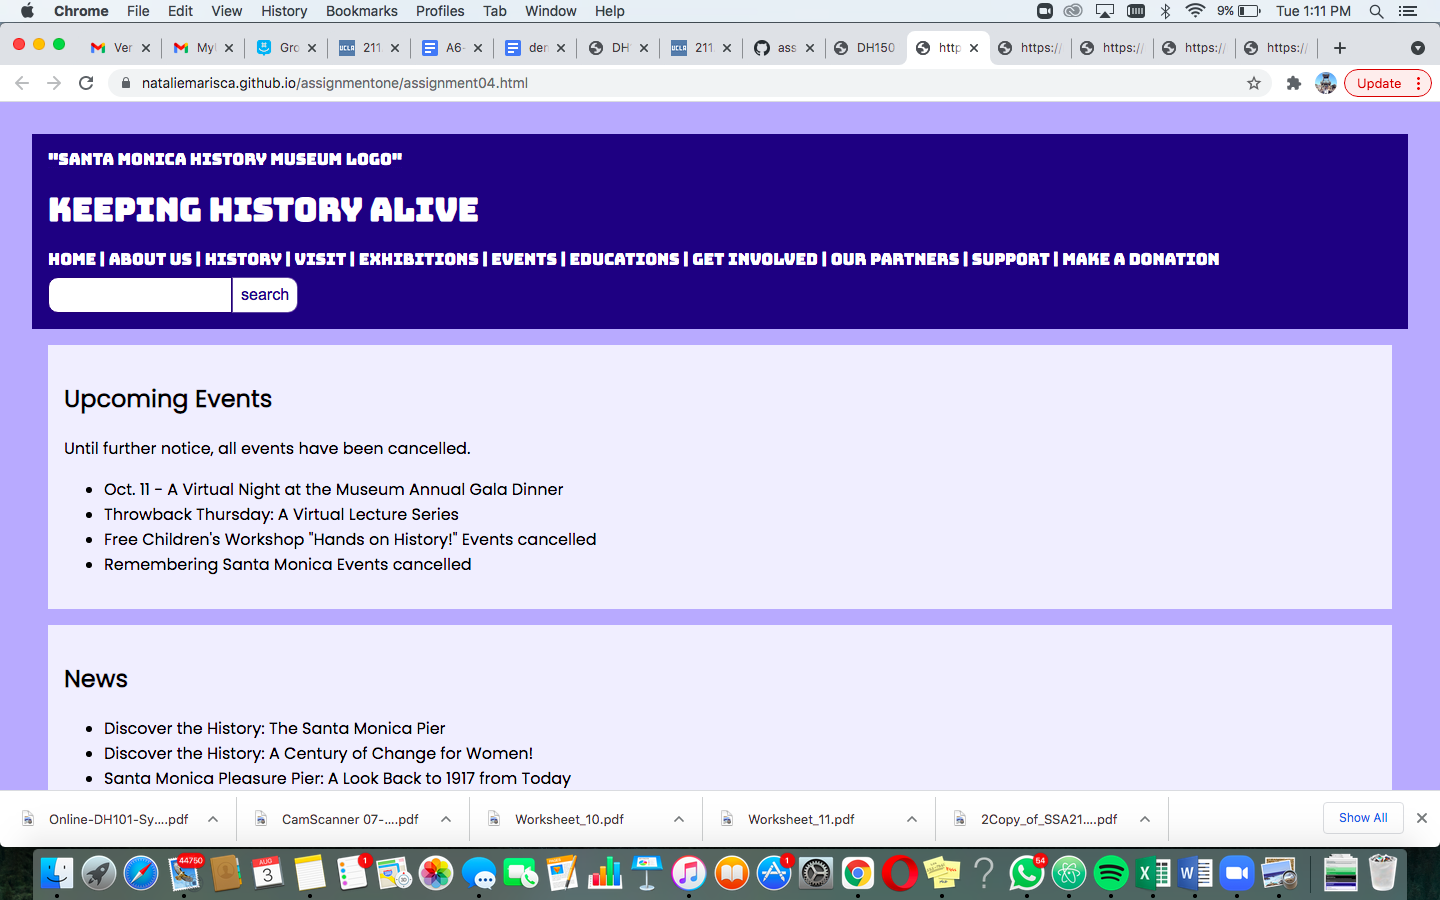 Chrome File Edit View History Bookmarks Profiles Tab Window Help 9% Tue 1:11 PM
Ver My Gro 211 A6- der DH 211 ass DH150 http https:/ https:/ https:/ https:/
nataliemarisca.github.io/assignmentone/assignment04.html Update
"SANTA MONICA HISTORY MUSEUM LOGO"
KEEPING HISTORY ALIVE
HOME | ABOUT US | HISTORY | VISIT | EXHIBITIONS | EVENTS | EDUCATIONS | GET INVOLVED | OUR PARTNERS | SUPPORT | MAKE A DONATION
search
Upcoming Events
Until further notice, all events have been cancelled.
• Oct. 11 - A Virtual Night at the Museum Annual Gala Dinner
• Throwback Thursday: A Virtual Lecture Series
• Free Children's Workshop "Hands on History!" Events cancelled
• Remembering Santa Monica Events cancelled
News
• Discover the History: The Santa Monica Pier
• Discover the History: A Century of Change for Women!
• Santa Monica Pleasure Pier: A Look Back to 1917 from Today
Online-DH101-Sy....pdf CamScanner 07-....pdf Worksheet_10.pdf Worksheet_11.pdf 2Copy_of_SSA21....pdf Show All
44750 AUG 3 1 1 54